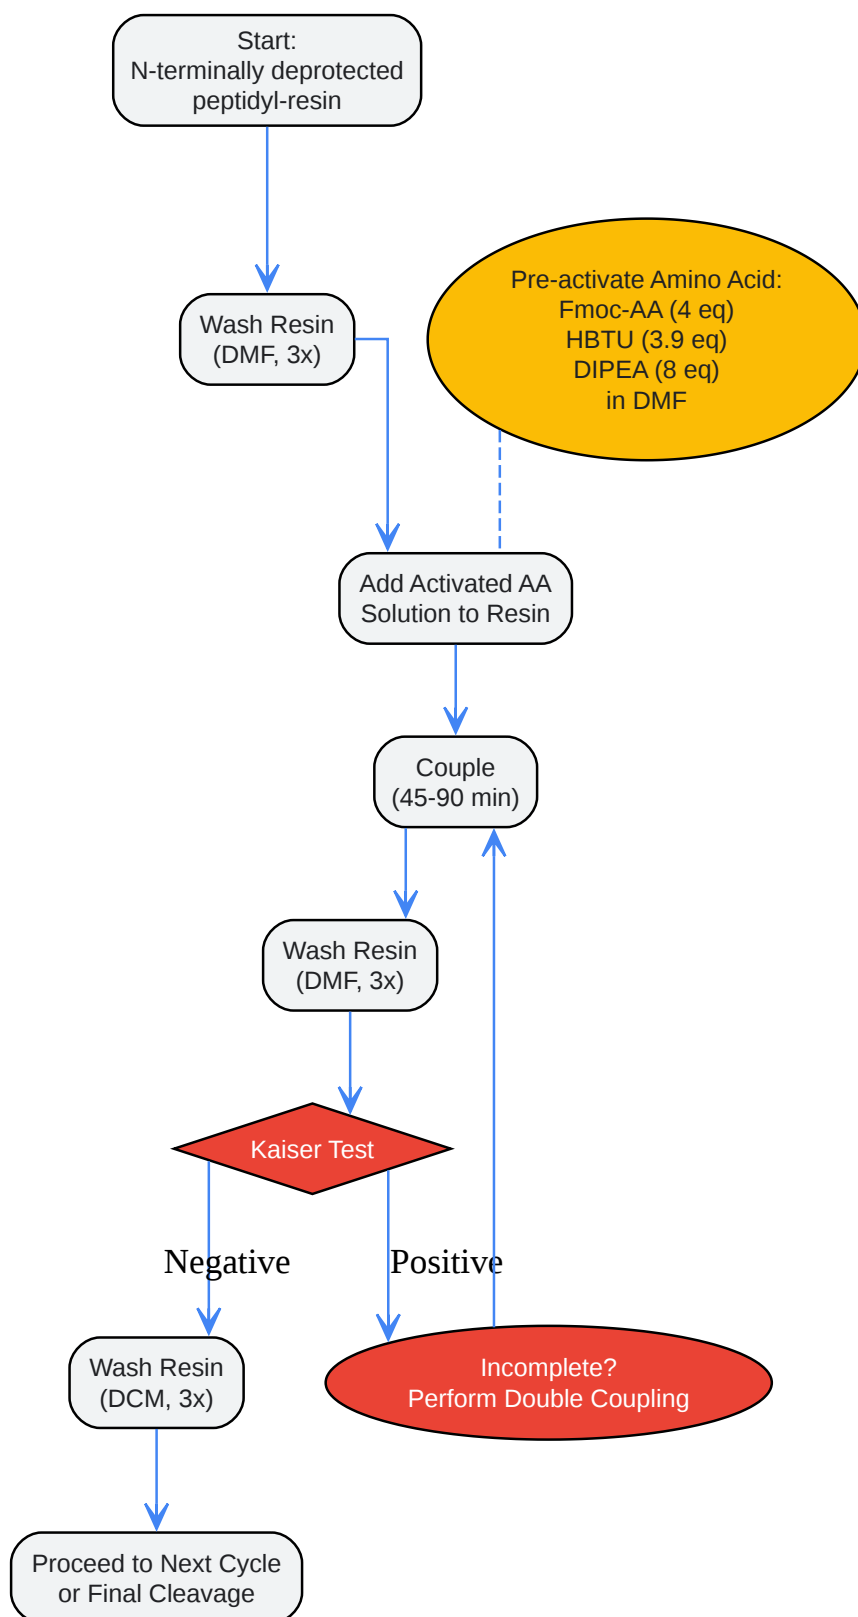 Start:
N-terminally deprotected
peptidyl-resin
Pre-activate Amino Acid:
Fmoc-AA (4 eq)
HBTU (3.9 eq)
DIPEA (8 eq)
in DMF
Wash Resin
(DMF, 3x)
Add Activated AA
Solution to Resin
Couple
(45-90 min)
Wash Resin
(DMF, 3x)
Kaiser Test
Negative
Positive
Wash Resin
(DCM, 3x)
Incomplete?
Perform Double Coupling
Proceed to Next Cycle
or Final Cleavage